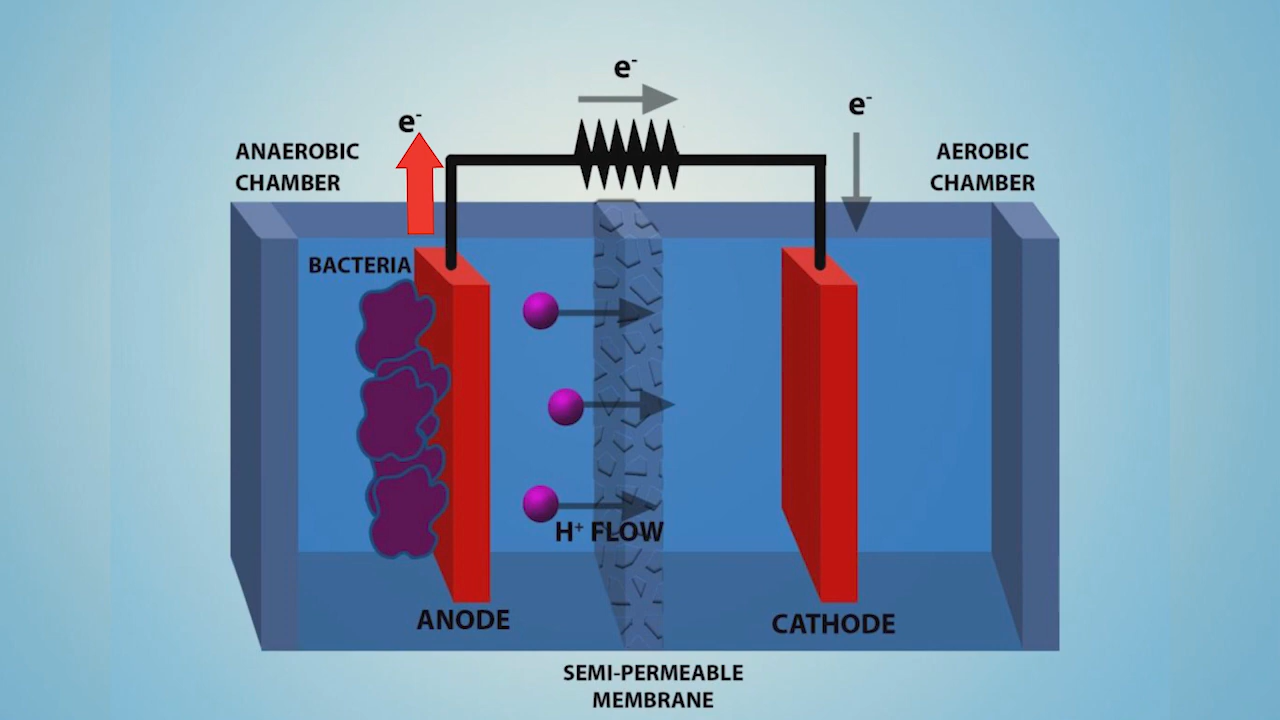 e⁻
e⁻
e⁻
ANAEROBIC
CHAMBER
AEROBIC
CHAMBER
BACTERIA
H⁺ FLOW
ANODE
CATHODE
SEMI-PERMEABLE
MEMBRANE